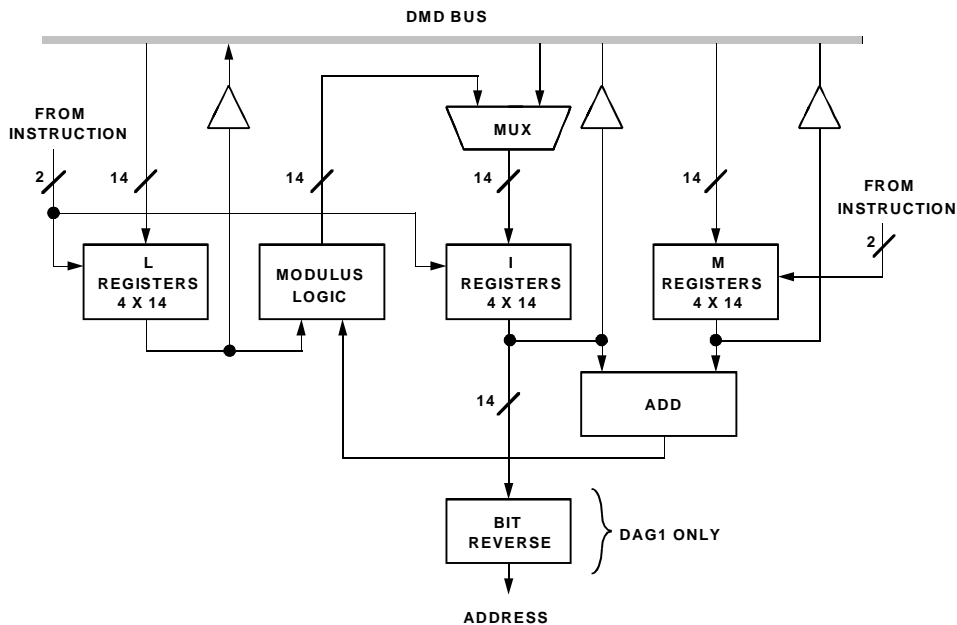 DMD BUS
FROM
INSTRUCTION
MUX
2
14
14
14
14
FROM
INSTRUCTION
2
L
REGISTERS
4 X 14
MODULUS
LOGIC
I
REGISTERS
4 X 14
M
REGISTERS
4 X 14
14
ADD
BIT
REVERSE
DAG1 ONLY
ADDRESS